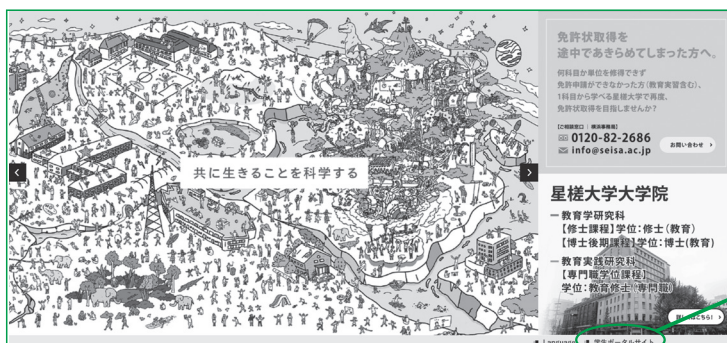 共に生きることを科学する
免許状取得を
途中であきらめてしまった方へ。
何科目か単位を修得できず
免許申請ができなかった方(教育実習含む)、
1科目から学べる星槎大学で再度、
免許状取得を目指しませんか?
【ご相談窓口|横浜事務局】
0120-82-2686
info@seisa.ac.jp
お問い合わせ
星槎大学大学院
教育学研究科
【修士課程】学位:修士(教育)
【博士後期課程】学位:博士(教育)
教育実践研究科
【専門職学位課程】
学位:教育修士(専門職)
詳しくはこちら!
Language 学生ポータルサイト